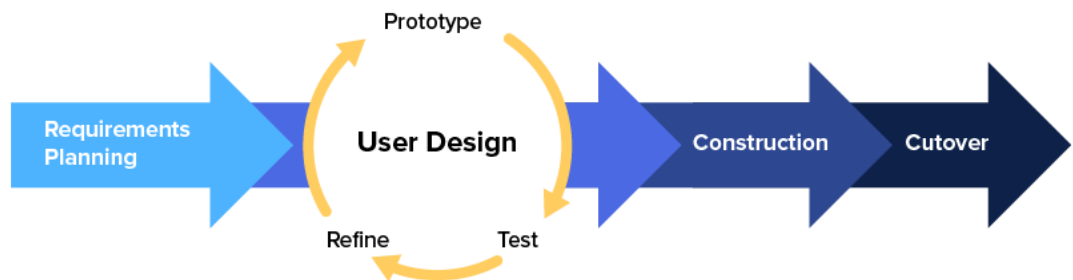 Prototype
Requirements
Planning
User Design
Construction
Cutover
Refine
Test